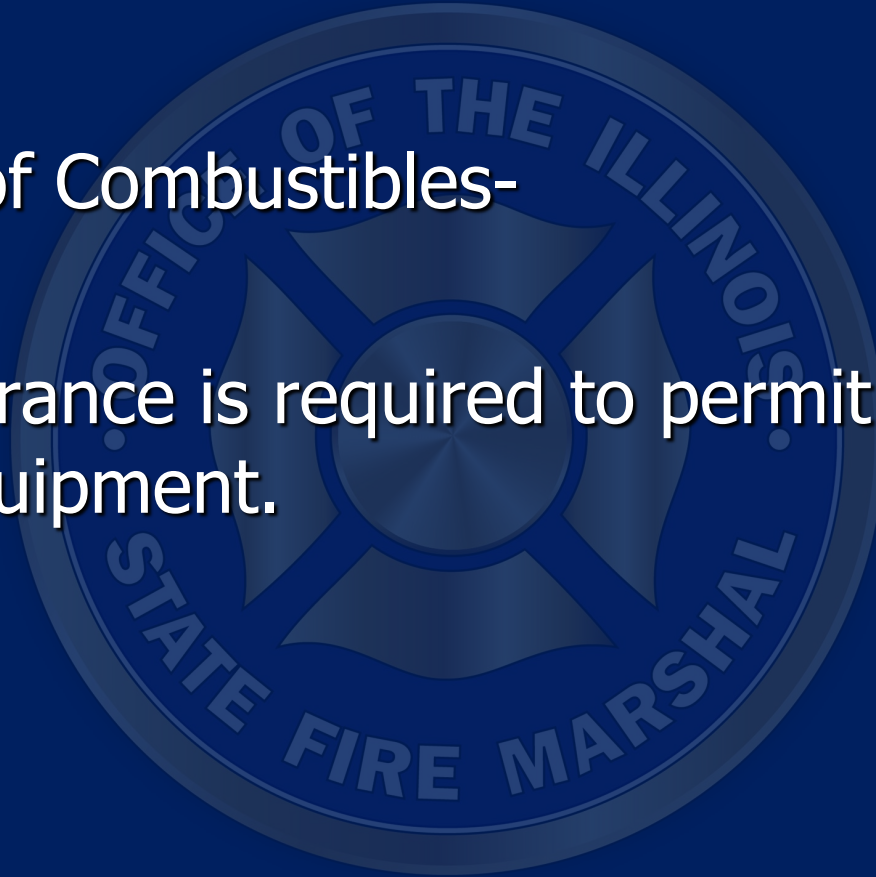 of Combustibles-
rance is required to permit
uipment.
• OFFICE OF THE ILLINOIS •
STATE FIRE MARSHAL